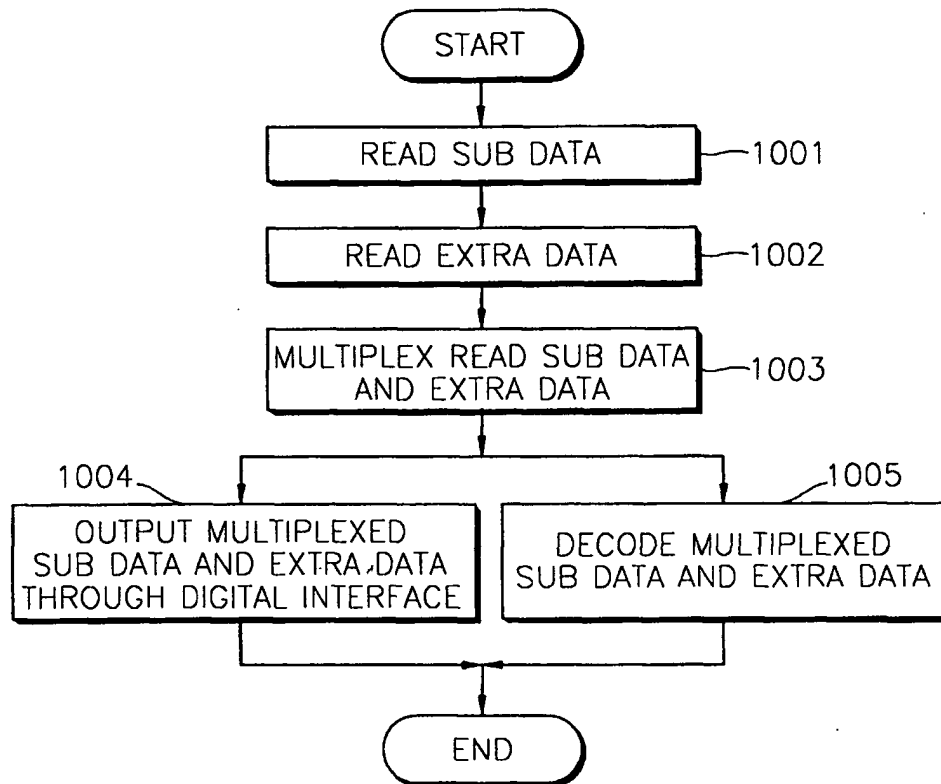 START
READ SUB DATA
1001
READ EXTRA DATA
1002
MULTIPLEX READ SUB DATA
AND EXTRA DATA
1003
1004
OUTPUT MULTIPLEXED
SUB DATA AND EXTRA DATA
THROUGH DIGITAL INTERFACE
1005
DECODE MULTIPLEXED
SUB DATA AND EXTRA DATA
END